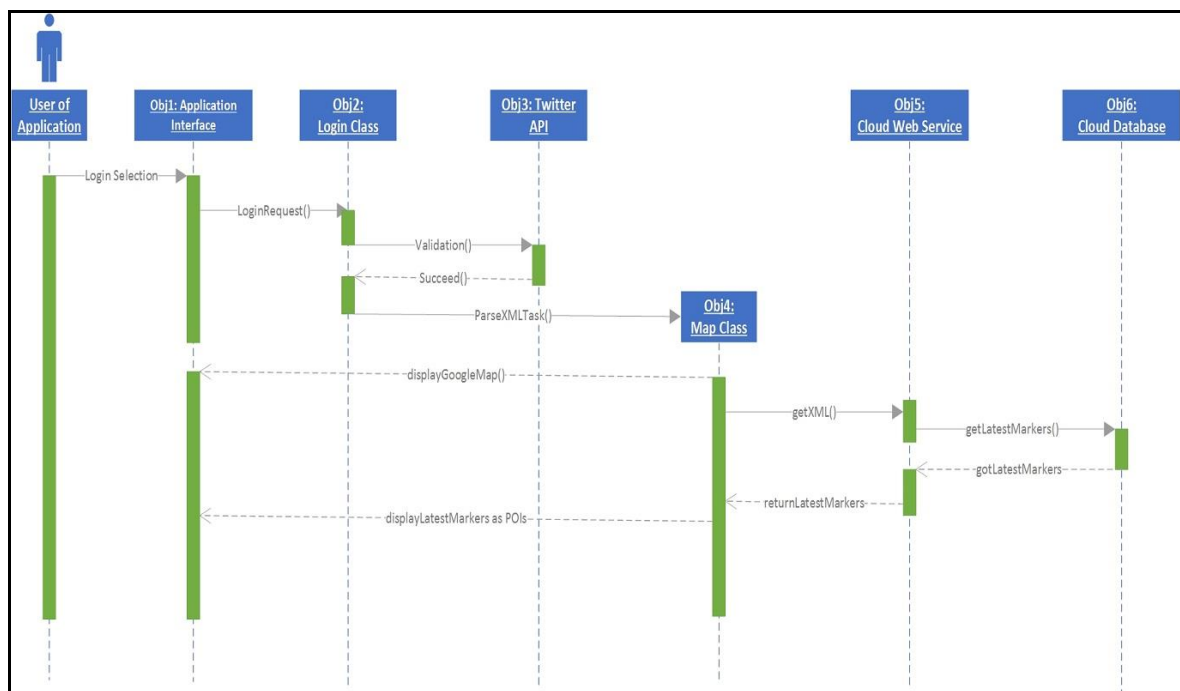 User of
Application
Obj1: Application
Interface
Obj2:
Login Class
Obj3: Twitter
API
Obj5:
Cloud Web Service
Obj6:
Cloud Database
Login Selection
LoginRequest()
Validation()
Succeed()
Obj4:
Map Class
ParseXMLTask()
displayGoogleMap()
getXML()
getLatestMarkers()
gotLatestMarkers
returnLatestMarkers
displayLatestMarkers as POIs